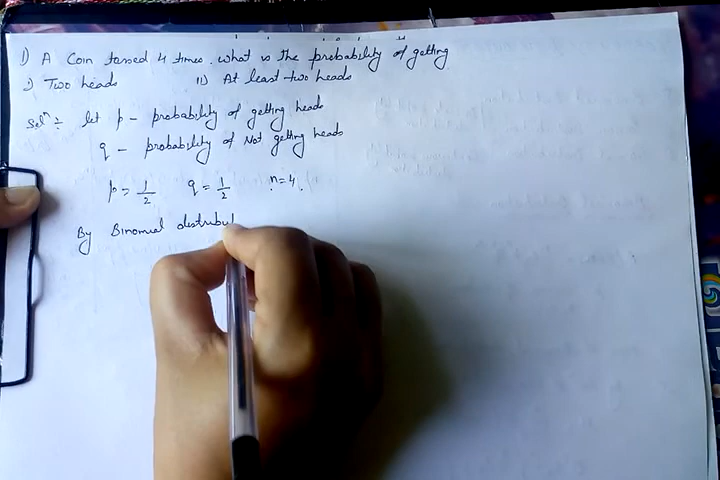 1) A Coin tossed 4 times. what is the probability of getting
i) Two heads ii) At least two heads
Solⁿ :- let p - probability of getting heads
q - probability of Not getting heads
p = 1/2 q = 1/2 n = 4.
By Binomial distribut